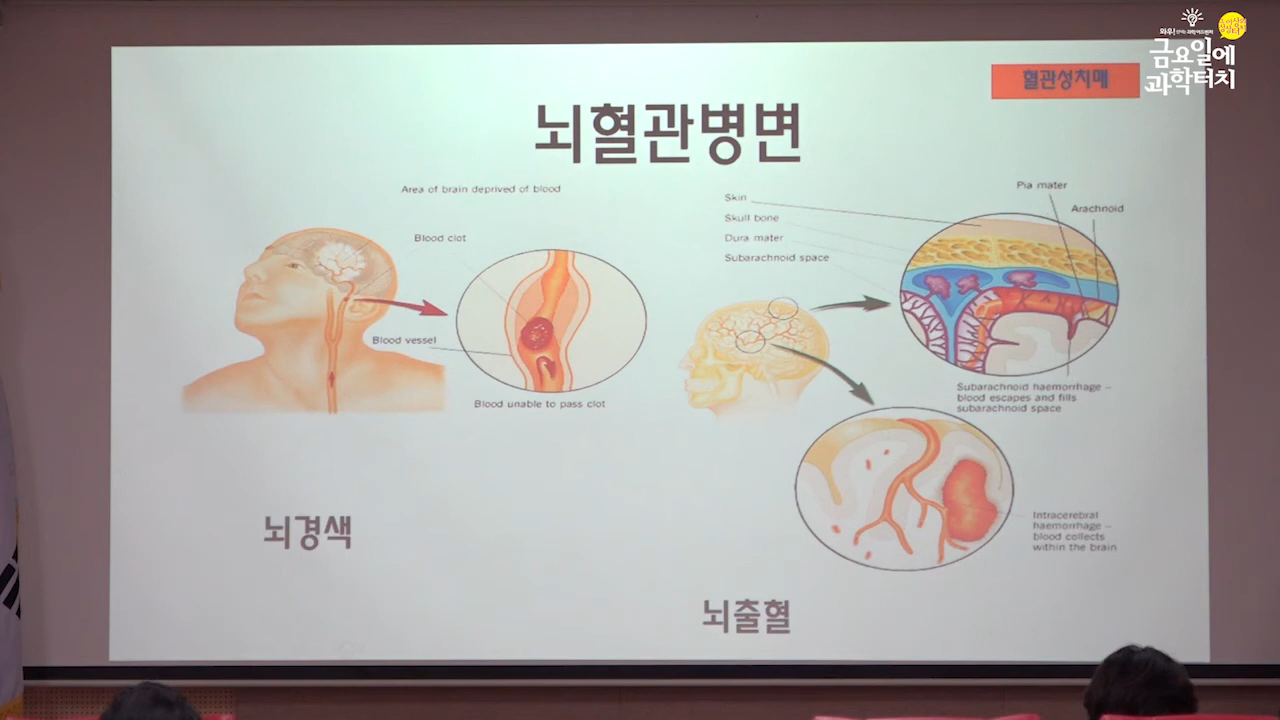 금요일에
과학터치
혈관성치매
뇌혈관병변
Area of brain deprived of blood
Blood clot
Blood vessel
Blood unable to pass clot
뇌경색
Skin
Skull bone
Dura mater
Subarachnoid space
Pia mater
Arachnoid
Subarachnoid haemorrhage –
blood escapes and fills
subarachnoid space
Intracerebral
haemorrhage –
blood collects
within the brain
뇌출혈